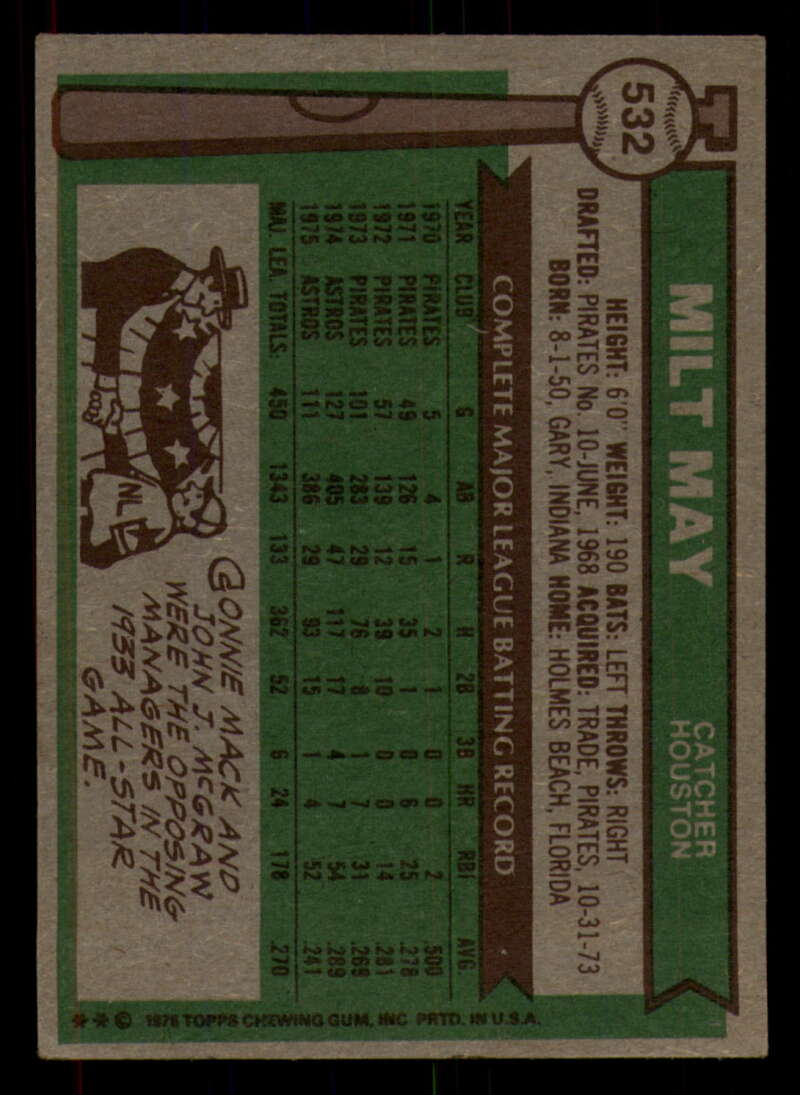 532
MILT MAY
CATCHER
HOUSTON
HEIGHT: 6'0" WEIGHT: 190 BATS: LEFT THROWS: RIGHT
DRAFTED: PIRATES No. 10-JUNE, 1968 ACQUIRED: TRADE, PIRATES, 10-31-73
BORN: 8-1-50, GARY, INDIANA HOME: HOLMES BEACH, FLORIDA
COMPLETE MAJOR LEAGUE BATTING RECORD
YEAR CLUB G AB R H 2B 3B HR RBI AVG.
1970 PIRATES 5 4 1 2 1 0 0 2 .500
1971 PIRATES 49 126 15 35 1 0 6 25 .278
1972 PIRATES 57 139 12 39 10 0 0 14 .281
1973 PIRATES 101 283 29 76 8 1 7 31 .269
1974 ASTROS 127 405 47 117 17 4 7 54 .289
1975 ASTROS 111 386 29 93 15 1 4 52 .241
MAJ. LEA. TOTALS: 450 1343 133 362 52 6 24 178 .270
NL
CONNIE MACK AND
JOHN J. McGRAW
WERE THE OPPOSING
MANAGERS IN THE
1933 ALL-STAR
GAME.
** © 1976 TOPPS CHEWING GUM, INC. PRTD. IN U.S.A.